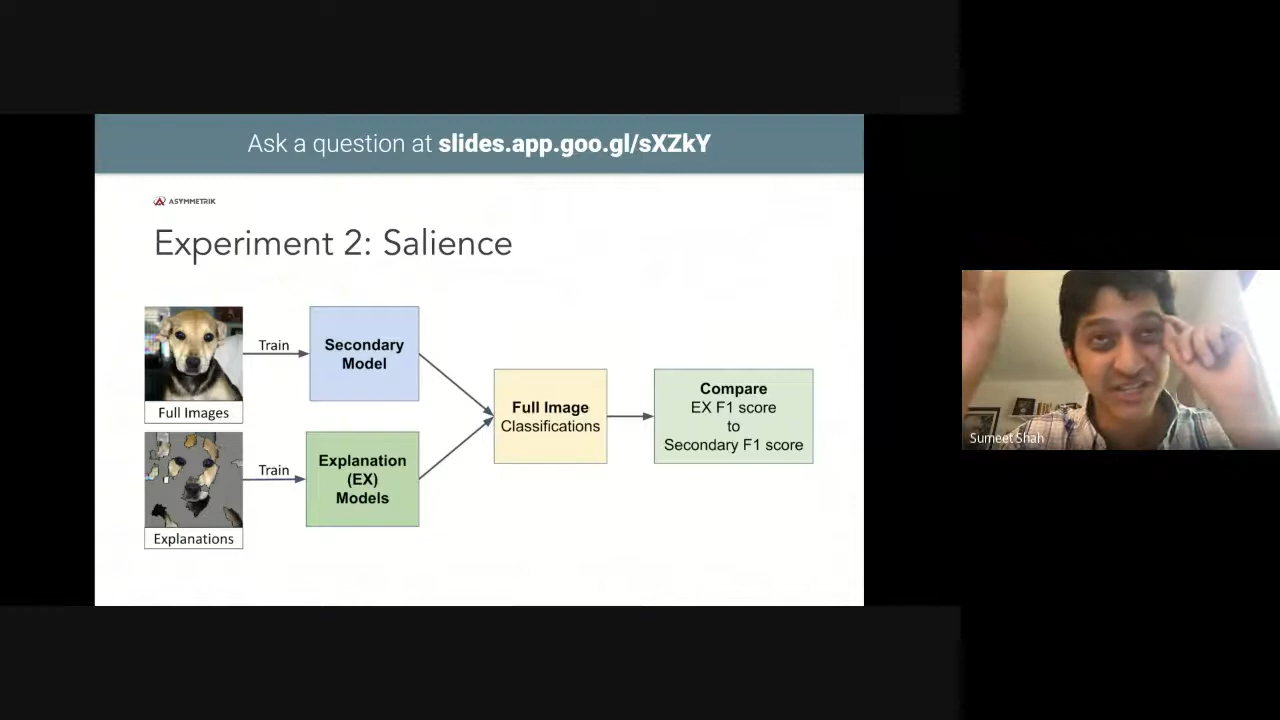 Ask a question at slides.app.goo.gl/sXZkY
ASYMMETRIK
Experiment 2: Salience
Full Images
Train
Secondary
Model
Explanations
Train
Explanation
(EX)
Models
Full Image
Classifications
Compare
EX F1 score
to
Secondary F1 score
Sumeet Shah